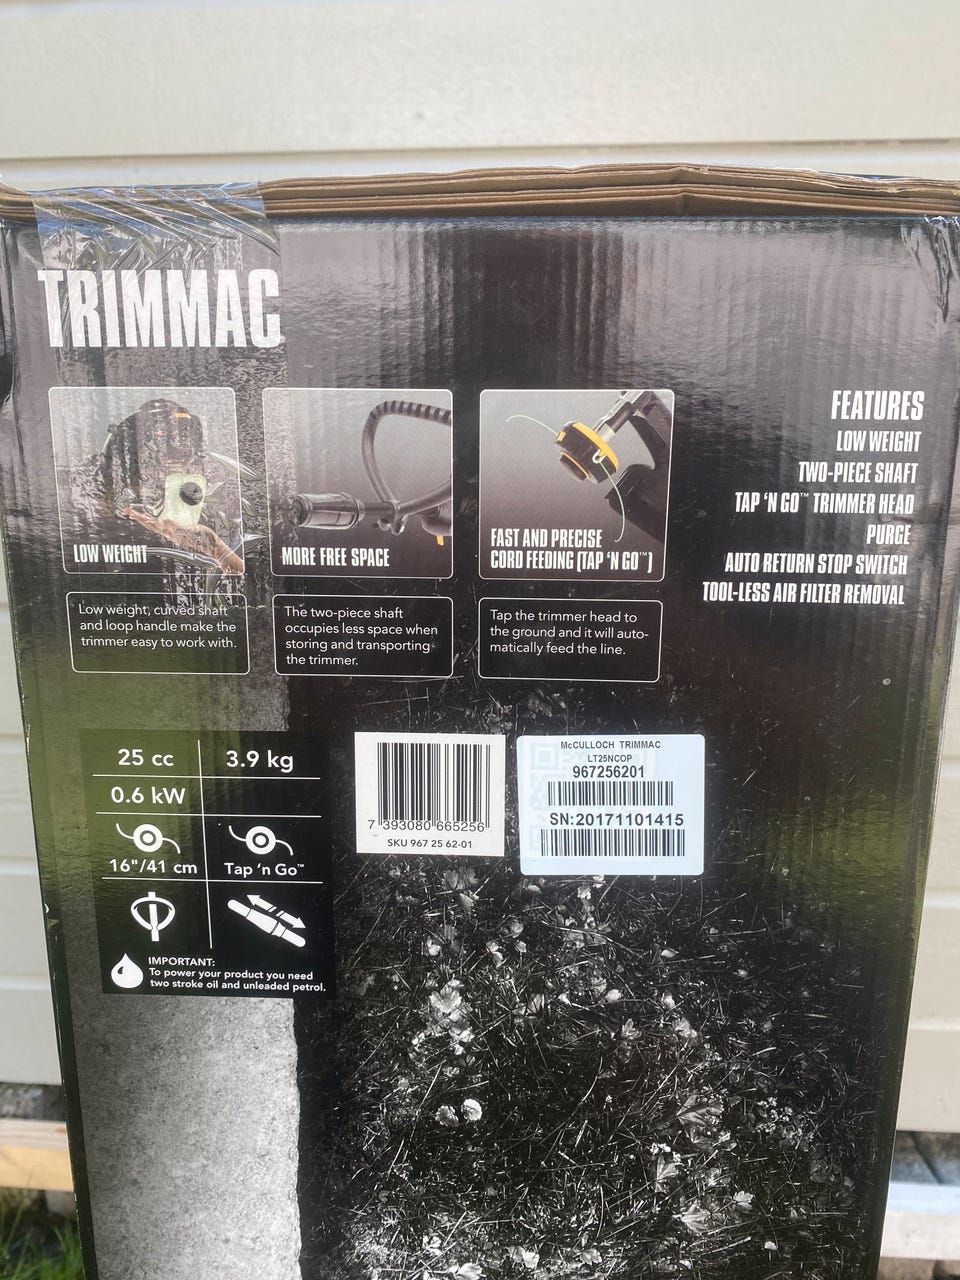 TRIMMAC
LOW WEIGHT
Low weight, curved shaft
and loop handle make the
trimmer easy to work with.
MORE FREE SPACE
The two-piece shaft
occupies less space when
storing and transporting
the trimmer.
FAST AND PRECISE
CORD FEEDING (TAP ‘N GO™)
Tap the trimmer head to
the ground and it will auto-
matically feed the line.
FEATURES
LOW WEIGHT
TWO-PIECE SHAFT
TAP ‘N GO™ TRIMMER HEAD
PURGE
AUTO RETURN STOP SWITCH
TOOL-LESS AIR FILTER REMOVAL
25 cc
3.9 kg
0.6 kW
16"/41 cm
Tap ‘n Go™
IMPORTANT:
To power your product you need
two stroke oil and unleaded petrol.
7 393080 665256
SKU 967 25 62-01
McCULLOCH TRIMMAC
LT25NCOP
967256201
SN:20171101415